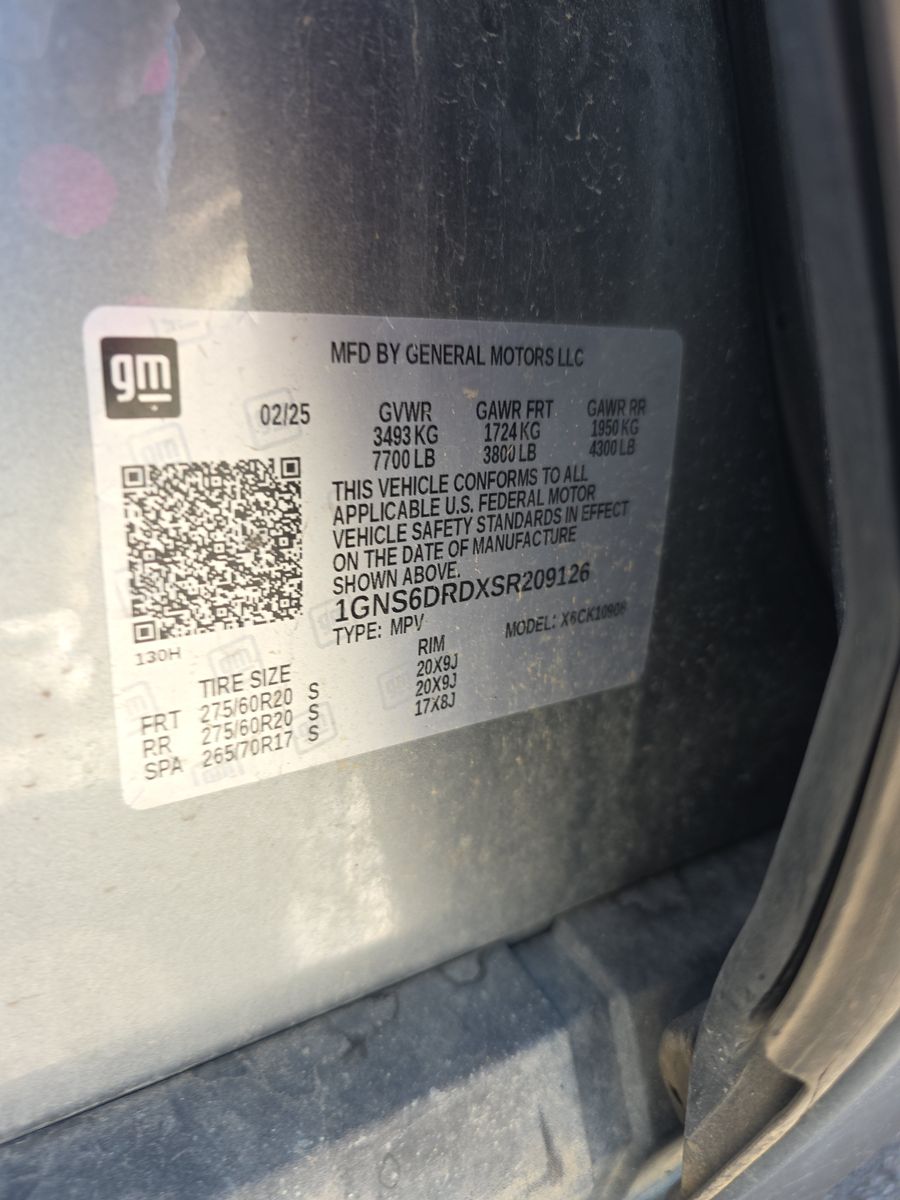 gm
MFD BY GENERAL MOTORS LLC
02/25 GVWR GAWR FRT GAWR RR
3493 KG 1724 KG 1950 KG
7700 LB 3800 LB 4300 LB
THIS VEHICLE CONFORMS TO ALL
APPLICABLE U.S. FEDERAL MOTOR
VEHICLE SAFETY STANDARDS IN EFFECT
ON THE DATE OF MANUFACTURE
SHOWN ABOVE.
1GNS6DRDXSR209126
TYPE: MPV MODEL: X6CK10906
130H
TIRE SIZE RIM
FRT 275/60R20 S 20X9J
RR 275/60R20 S 20X9J
SPA 265/70R17 S 17X8J